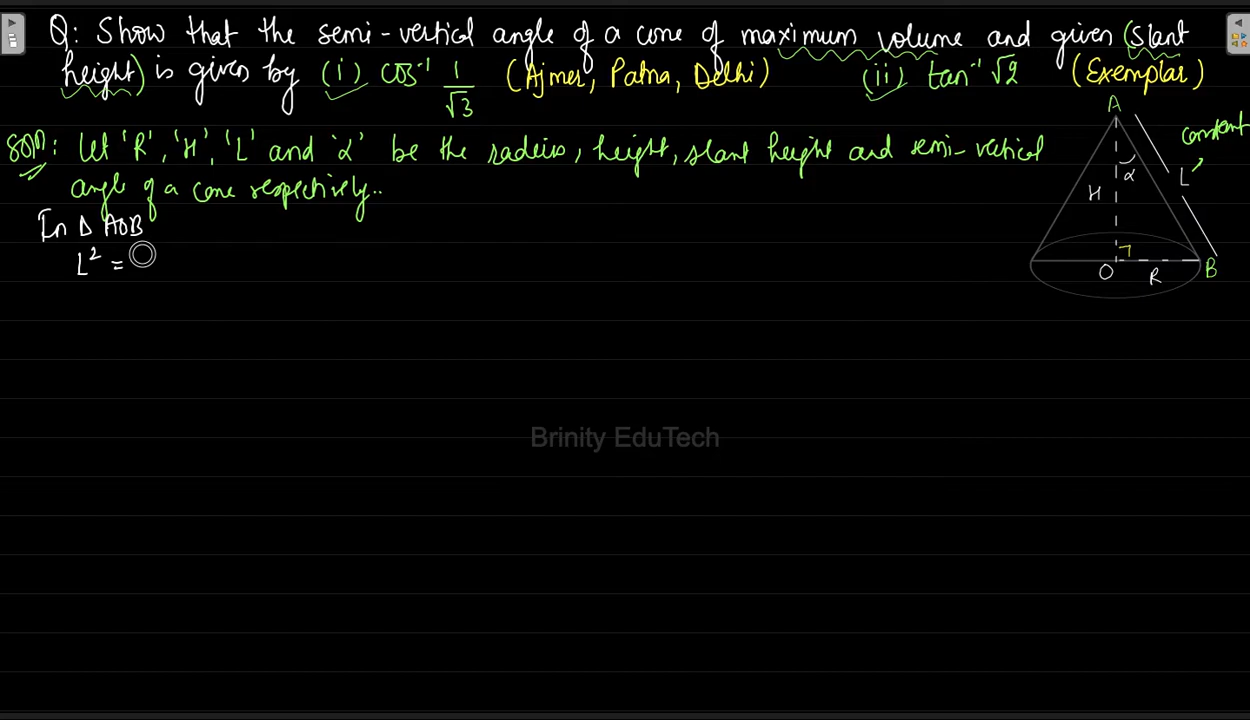 Q: Show that the semi-vertical angle of a cone of maximum volume and given (slant
height) is given by (i) cos⁻¹ 1/√3 (Ajmer, Patna, Delhi) (ii) tan⁻¹ √2 (Exemplar)
Soln: Let 'R', 'H', 'L' and 'α' be the radius, height, slant height and semi-vertical
angle of a cone respectively..
In Δ AOB
L² =
A
constant
α
L
H
O
R
B
Brinity EduTech